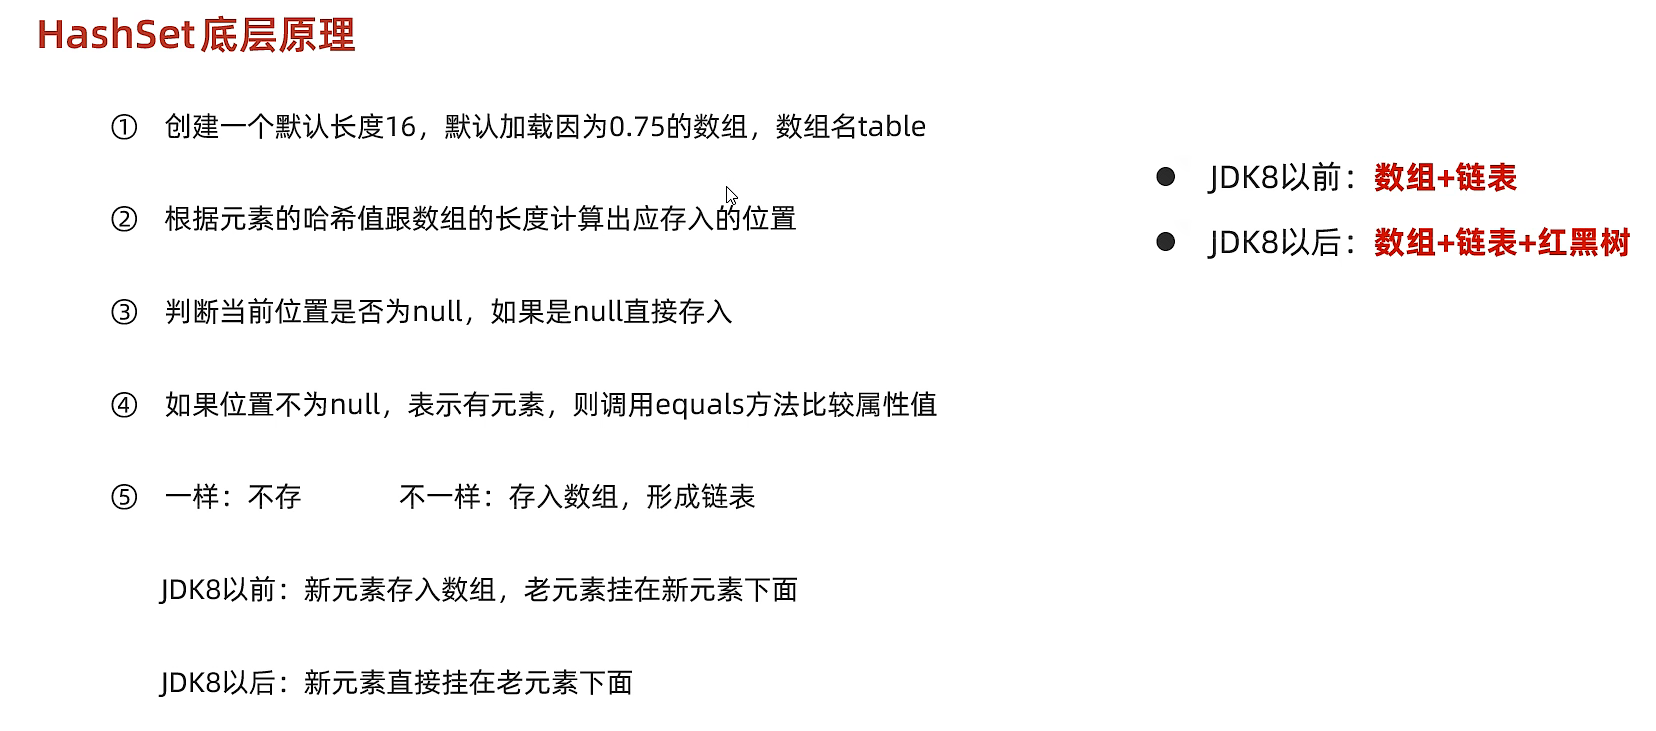 HashSet底层原理
① 创建一个默认长度16，默认加载因为0.75的数组，数组名table
② 根据元素的哈希值跟数组的长度计算出应存入的位置
③ 判断当前位置是否为null，如果是null直接存入
④ 如果位置不为null，表示有元素，则调用equals方法比较属性值
⑤ 一样：不存 不一样：存入数组，形成链表
JDK8以前：新元素存入数组，老元素挂在新元素下面
JDK8以后：新元素直接挂在老元素下面
● JDK8以前：数组+链表
● JDK8以后：数组+链表+红黑树